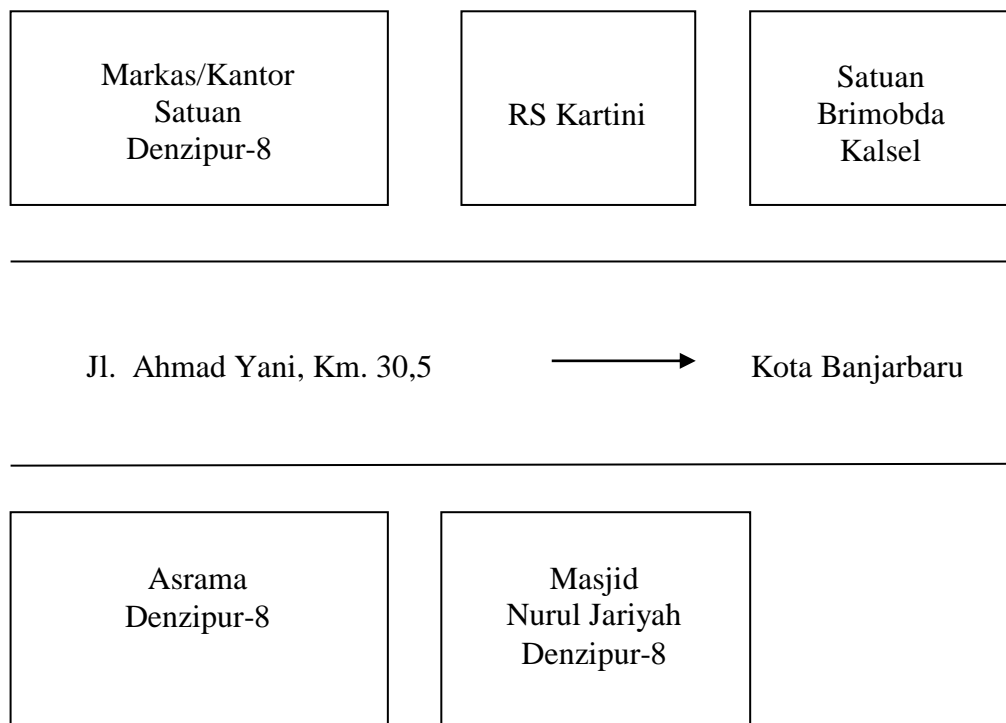 Markas/Kantor
Satuan
Denzipur-8
RS Kartini
Satuan
Brimobda
Kalsel
Jl. Ahmad Yani, Km. 30,5
Kota Banjarbaru
Asrama
Denzipur-8
Masjid
Nurul Jariyah
Denzipur-8